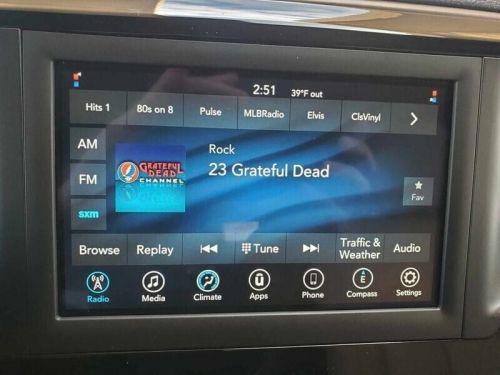 2:51 39°F out
Hits 1 80s on 8 Pulse MLBRadio Elvis ClsVinyl
AM
FM
sxm
GRATEFUL DEAD
CHANNEL
Rock
23 Grateful Dead
Fav
Browse Replay Tune Traffic & Weather Audio
Radio Media Climate Apps Phone E Compass Settings